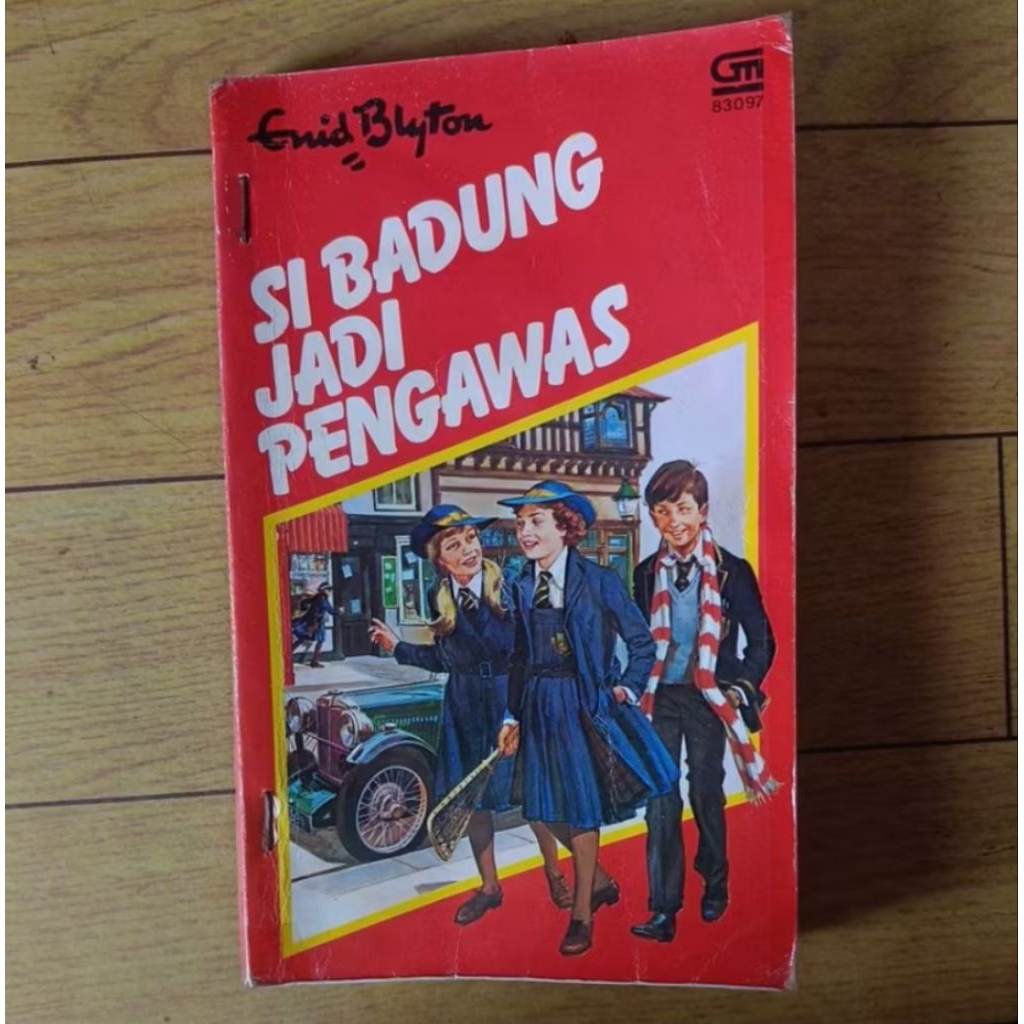 Enid Blyton
GM
83097
SI BADUNG
JADI
PENGAWAS